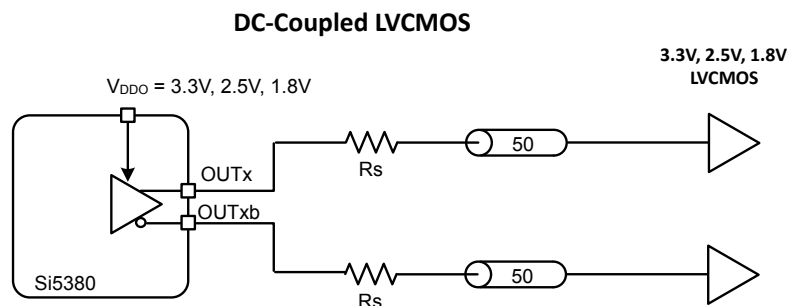 DC-Coupled LVCMOS
3.3V, 2.5V, 1.8V
LVCMOS
VDDO = 3.3V, 2.5V, 1.8V
OUTx
Rs
50
OUTxb
Si5380
Rs
50